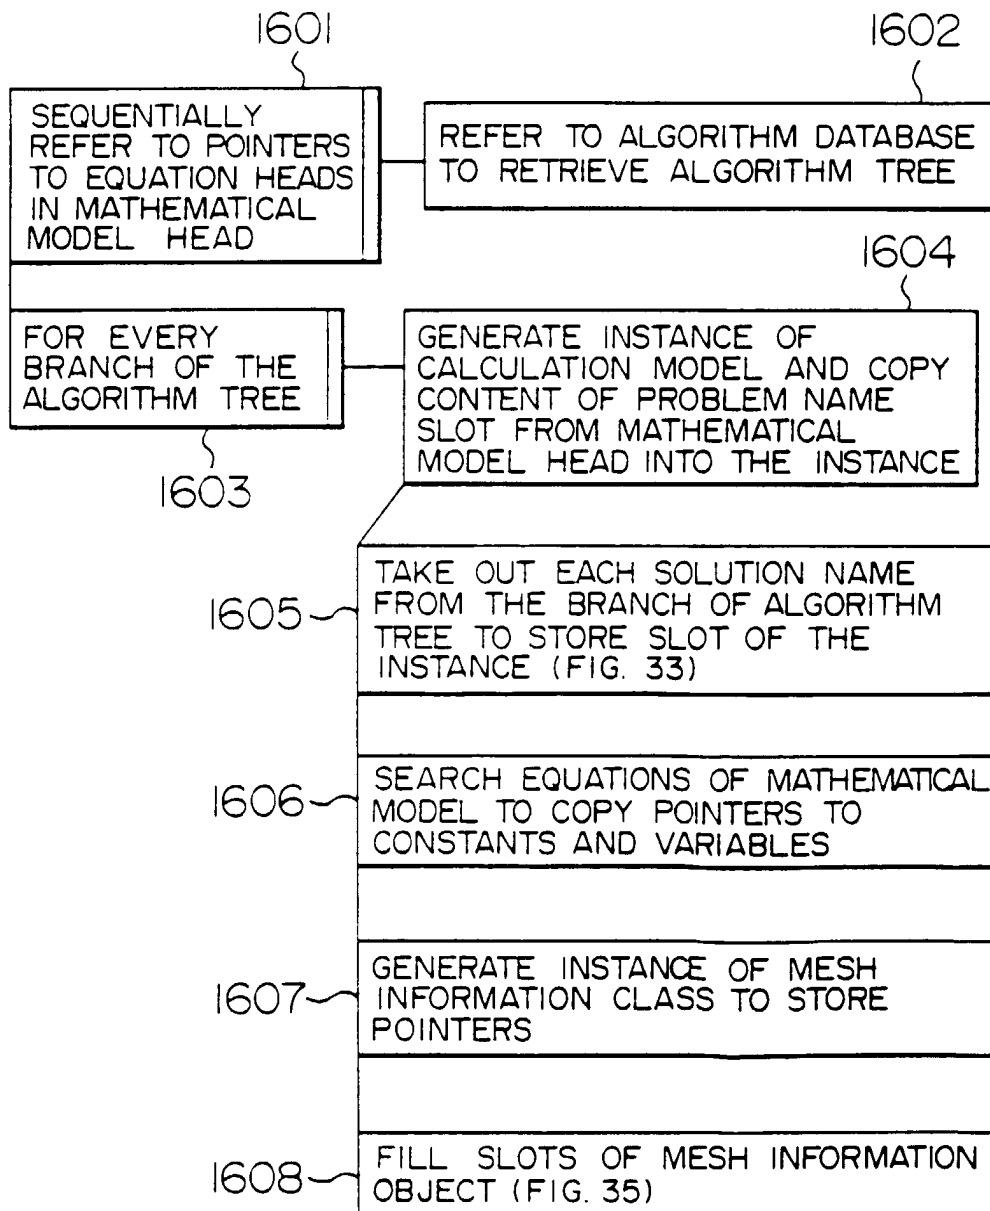 1601
1602
SEQUENTIALLY
REFER TO POINTERS
TO EQUATION HEADS
IN MATHEMATICAL
MODEL HEAD
REFER TO ALGORITHM DATABASE
TO RETRIEVE ALGORITHM TREE
1604
FOR EVERY
BRANCH OF THE
ALGORITHM TREE
1603
GENERATE INSTANCE OF
CALCULATION MODEL AND COPY
CONTENT OF PROBLEM NAME
SLOT FROM MATHEMATICAL
MODEL HEAD INTO THE INSTANCE
1605
TAKE OUT EACH SOLUTION NAME
FROM THE BRANCH OF ALGORITHM
TREE TO STORE SLOT OF THE
INSTANCE (FIG. 33)
1606
SEARCH EQUATIONS OF MATHEMATICAL
MODEL TO COPY POINTERS TO
CONSTANTS AND VARIABLES
1607
GENERATE INSTANCE OF MESH
INFORMATION CLASS TO STORE
POINTERS
1608
FILL SLOTS OF MESH INFORMATION
OBJECT (FIG. 35)